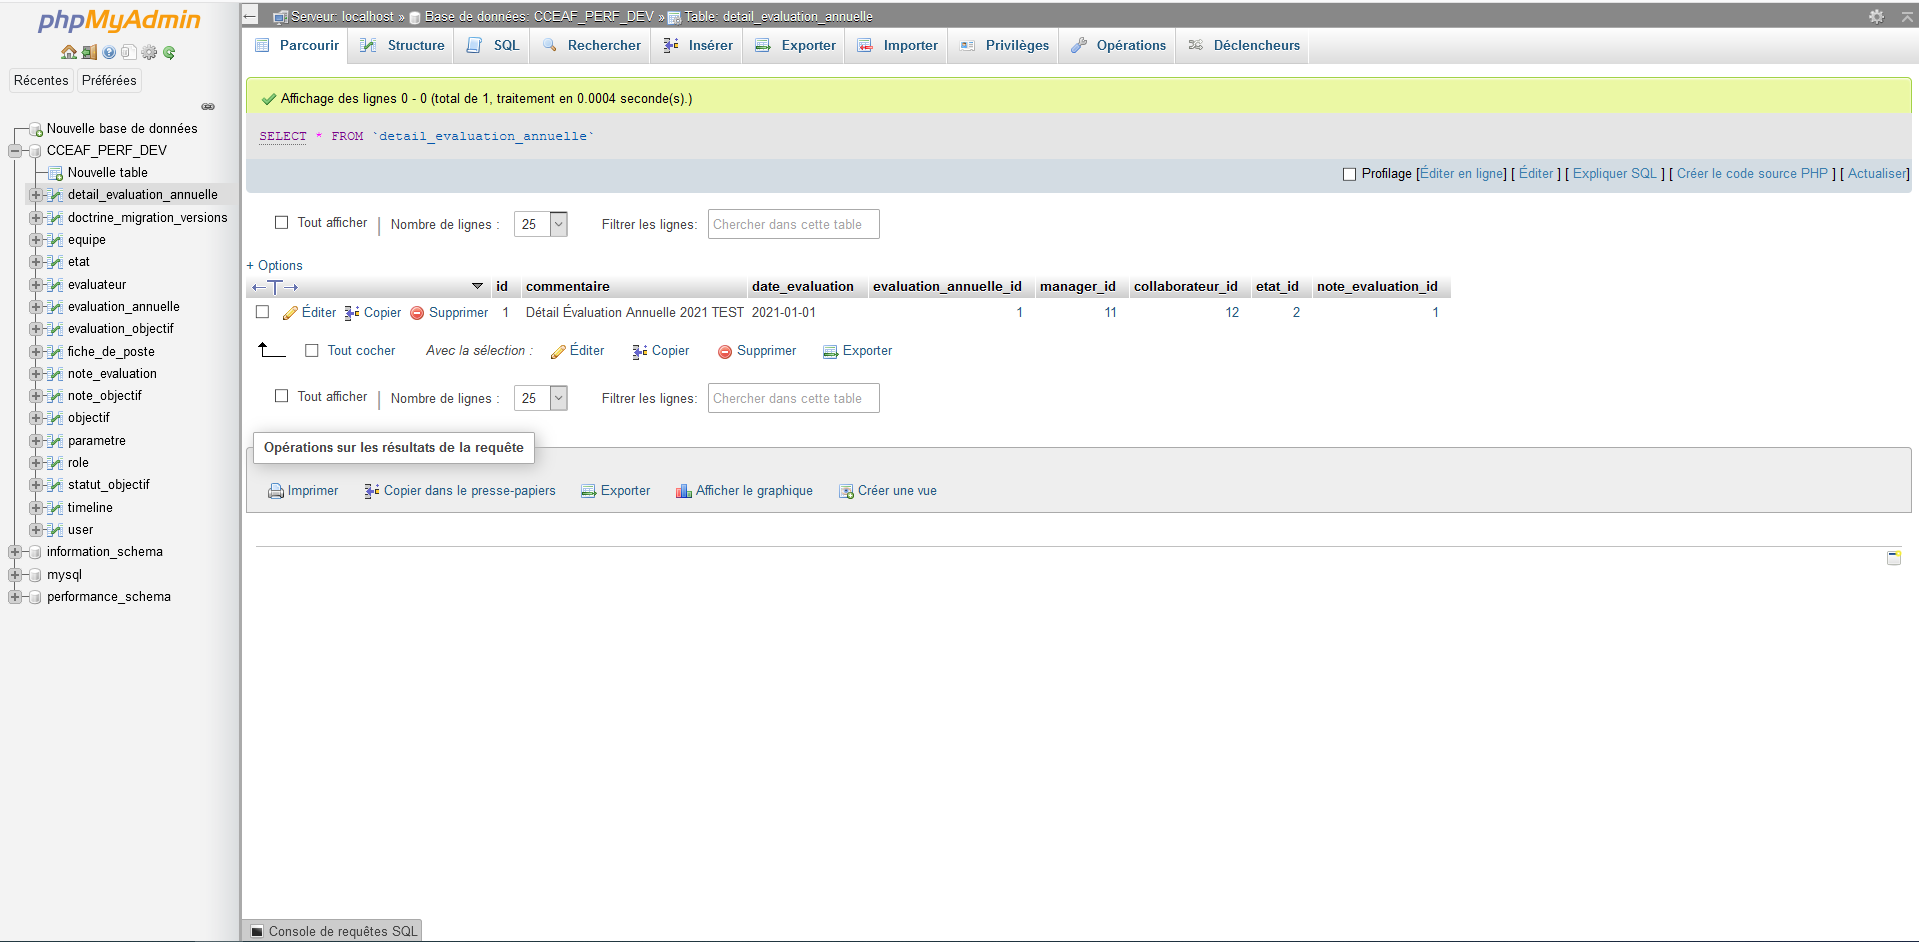 phpMyAdmin
Récentes Préférées
Nouvelle base de données
CCEAF_PERF_DEV
Nouvelle table
detail_evaluation_annuelle
doctrine_migration_versions
equipe
etat
evaluateur
evaluation_annuelle
evaluation_objectif
fiche_de_poste
note_evaluation
note_objectif
objectif
parametre
role
statut_objectif
timeline
user
information_schema
mysql
performance_schema
Serveur: localhost » Base de données: CCEAF_PERF_DEV » Table: detail_evaluation_annuelle
Parcourir Structure SQL Rechercher Insérer Exporter Importer Privilèges Opérations Déclencheurs
Affichage des lignes 0 - 0 (total de 1, traitement en 0.0004 seconde(s).)
SELECT * FROM `detail_evaluation_annuelle`
Profilage [Éditer en ligne] [ Éditer ] [ Expliquer SQL ] [ Créer le code source PHP ] [ Actualiser]
Tout afficher | Nombre de lignes : 25 Filtrer les lignes: Chercher dans cette table
+ Options
←T→ id commentaire date_evaluation evaluation_annuelle_id manager_id collaborateur_id etat_id note_evaluation_id
Éditer Copier Supprimer 1 Détail Évaluation Annuelle 2021 TEST 2021-01-01 1 11 12 2 1
Tout cocher Avec la sélection : Éditer Copier Supprimer Exporter
Tout afficher | Nombre de lignes : 25 Filtrer les lignes: Chercher dans cette table
Opérations sur les résultats de la requête
Imprimer Copier dans le presse-papiers Exporter Afficher le graphique Créer une vue
Console de requêtes SQL